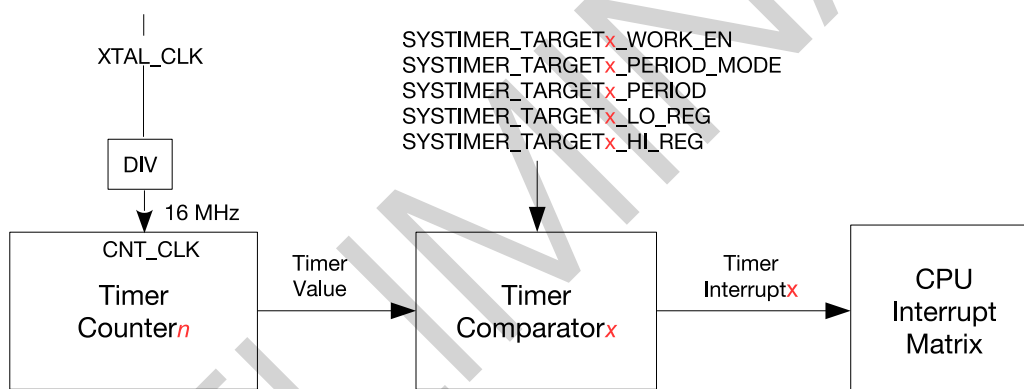 XTAL_CLK
SYSTIMER_TARGETx_WORK_EN
SYSTIMER_TARGETx_PERIOD_MODE
SYSTIMER_TARGETx_PERIOD
SYSTIMER_TARGETx_LO_REG
SYSTIMER_TARGETx_HI_REG
DIV
16 MHz
CNT_CLK
Timer
Countern
Timer
Value
Timer
Comparatorx
Timer
Interruptx
CPU
Interrupt
Matrix